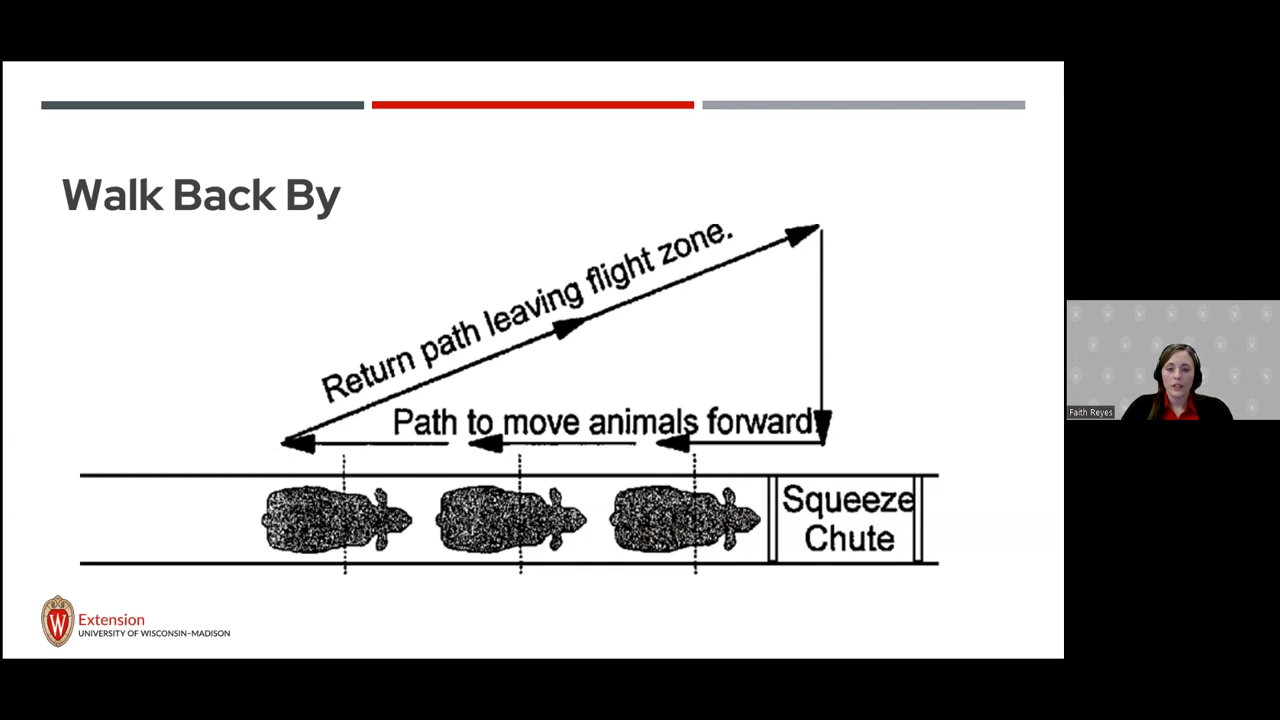 Walk Back By
Return path leaving flight zone.
Path to move animals forward
Squeeze
Chute
W
Extension
UNIVERSITY OF WISCONSIN–MADISON
Faith Reyes